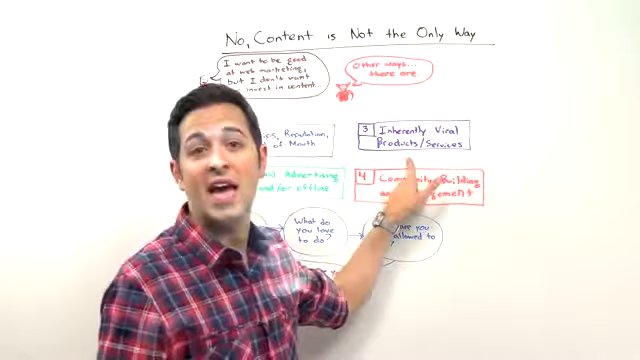 No, Content is Not the Only Way
I want to be good
at web marketing,
but I don't want
invest in content...
Other ways...
there are
Reputation,
of Mouth
3 Inherently Viral
Products/Services
Advertising
and/or offline
4 Community Building
What do
you love
to do?
are you
allowed to
?